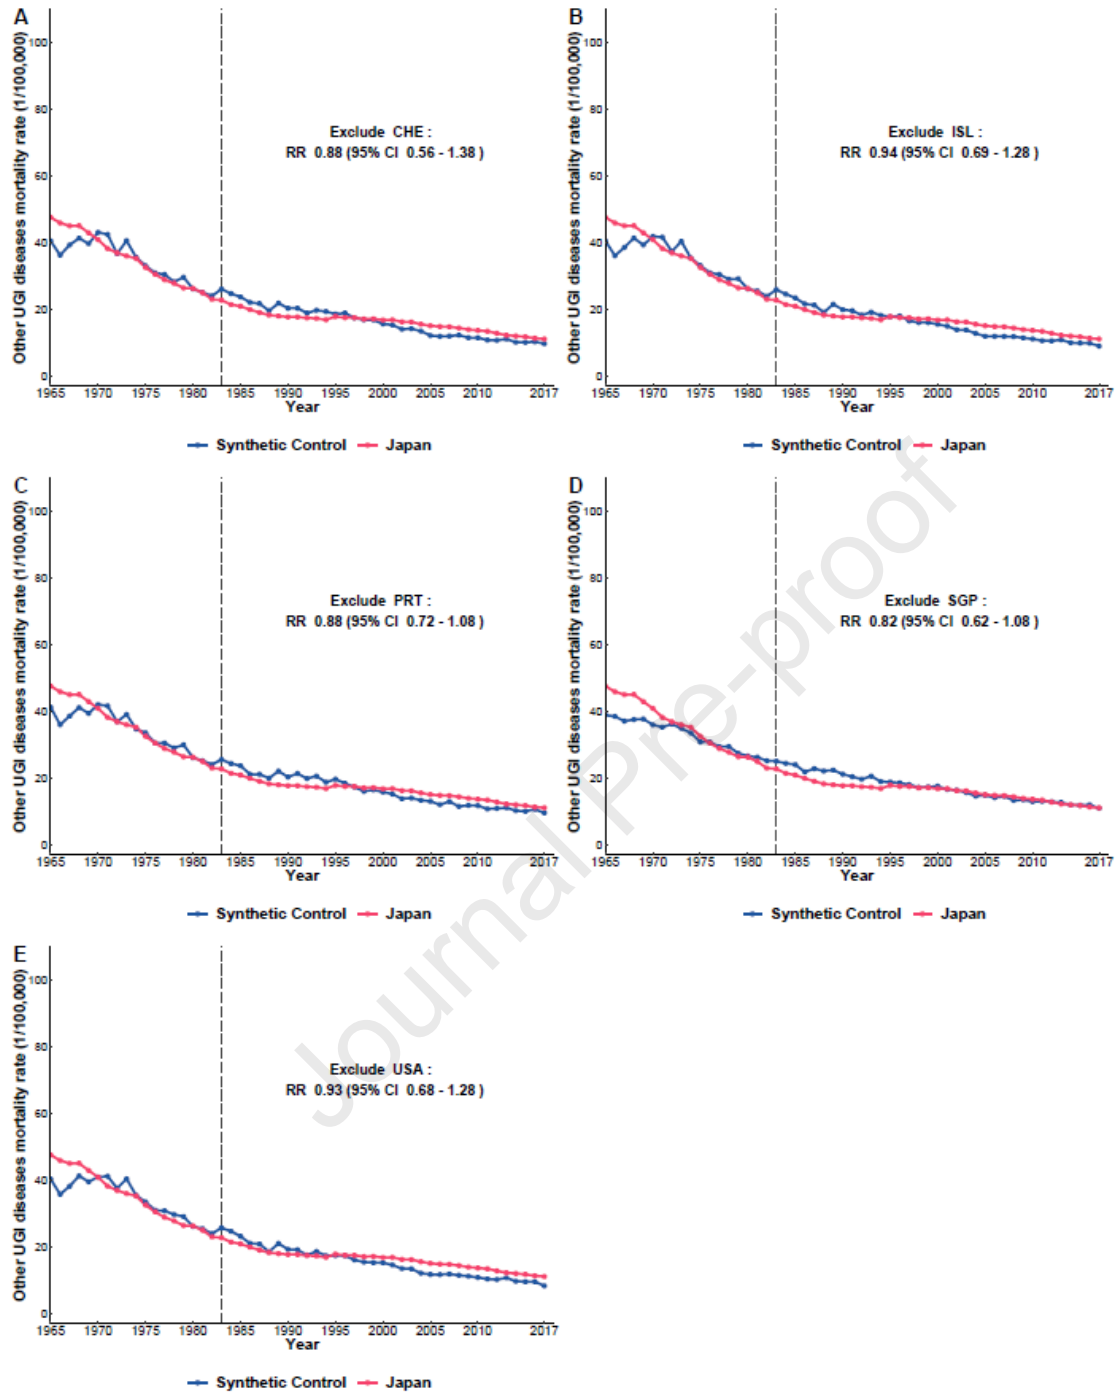 A
Other UGI diseases mortality rate (1/100,000)
100
80
60
40
20
0
Exclude CHE :
RR 0.88 (95% CI 0.56 - 1.38 )
1965 1970 1975 1980 1985 1990 1995 2000 2005 2010 2017
Year
Synthetic Control Japan
B
Other UGI diseases mortality rate (1/100,000)
100
80
60
40
20
0
Exclude ISL :
RR 0.94 (95% CI 0.69 - 1.28 )
1965 1970 1975 1980 1985 1990 1995 2000 2005 2010 2017
Year
Synthetic Control Japan
C
Other UGI diseases mortality rate (1/100,000)
100
80
60
40
20
0
Exclude PRT :
RR 0.88 (95% CI 0.72 - 1.08 )
1965 1970 1975 1980 1985 1990 1995 2000 2005 2010 2017
Year
Synthetic Control Japan
D
Other UGI diseases mortality rate (1/100,000)
100
80
60
40
20
0
Exclude SGP :
RR 0.82 (95% CI 0.62 - 1.08 )
1965 1970 1975 1980 1985 1990 1995 2000 2005 2010 2017
Year
Synthetic Control Japan
E
Other UGI diseases mortality rate (1/100,000)
100
80
60
40
20
0
Exclude USA :
RR 0.93 (95% CI 0.68 - 1.28 )
1965 1970 1975 1980 1985 1990 1995 2000 2005 2010 2017
Year
Synthetic Control Japan
Journal Pre-proof